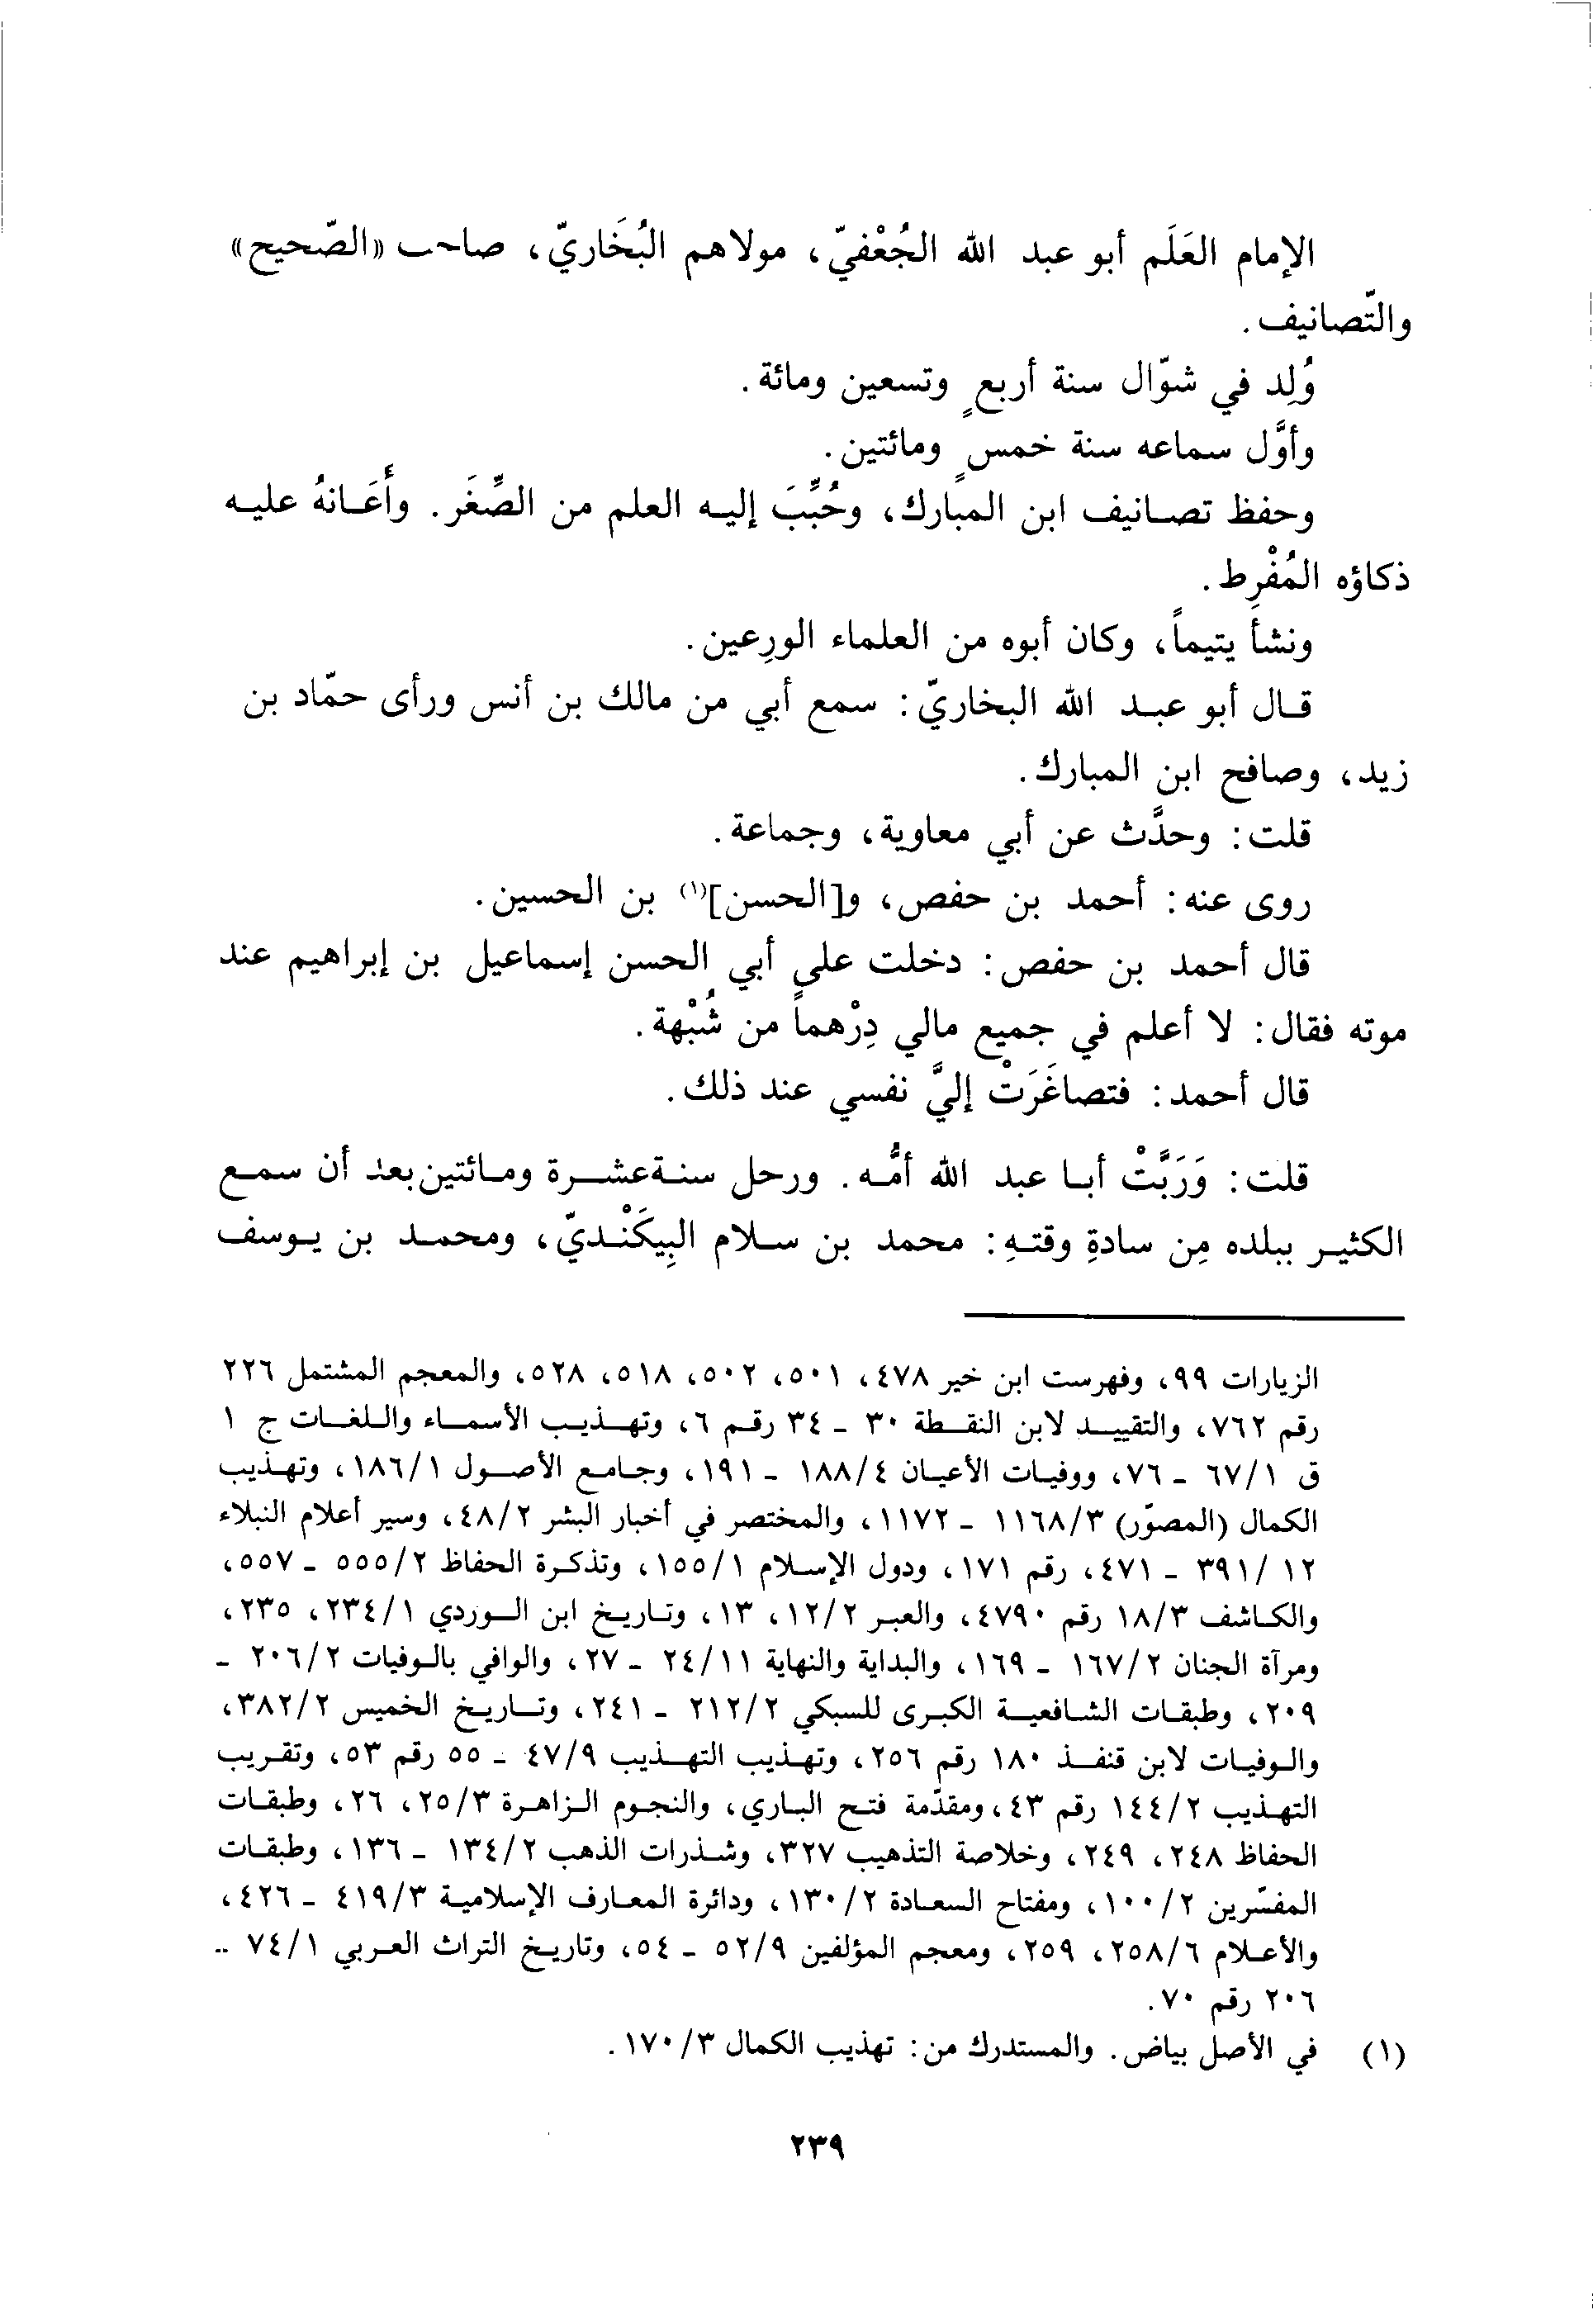 الإمام العَلَم أبو عبد الله الجُعْفيّ، مولاهم البُخَاريّ، صاحب «الصّحيح»
والتّصانيف.
وُلِد في شوّال سنة أربعٍ وتسعين ومائة.
وأوَّل سماعه سنة خمسٍ ومائتين.
وحفظ تصانيف ابن المبارك، وحُبِّبَ إليه العلم من الصِّغَر. وأَعَانهُ عليه
ذكاؤه المُفْرِط.
ونشأ يتيماً، وكان أبوه من العلماء الورِعين.
قال أبو عبد الله البخاريّ: سمع أبي من مالك بن أنس ورأى حمّاد بن
زيد، وصافح ابن المبارك.
قلت: وحدَّث عن أبي معاوية، وجماعة.
روى عنه: أحمد بن حفص، و[الحسن](١) بن الحسين.
قال أحمد بن حفص: دخلت على أبي الحسن إسماعيل بن إبراهيم عند
موته فقال: لا أعلم في جميع مالي دِرْهماً من شُبْهة.
قال أحمد: فتصاغَرَتْ إليَّ نفسي عند ذلك.
قلت: وَرَبَّتْ أبا عبد الله أمُّه. ورحل سنة عشرة ومائتين بعد أن سمع
الكثير ببلده مِن سادةِ وقتهِ: محمد بن سلام البِيكَنْديّ، ومحمد بن يوسف
الزيارات ٩٩، وفهرست ابن خير ٤٧٨، ٥٠١، ٥٠٢، ٥١٨، ٥٢٨، والمعجم المشتمل ٢٢٦
رقم ٧٦٢، والتقييد لابن النقطة ٣٠ - ٣٤ رقم ٦، وتهذيب الأسماء واللغات ج ١
ق ٦٧/١ - ٧٦، ووفيات الأعيان ١٨٨/٤ - ١٩١، وجامع الأصول ١٨٦/١، وتهذيب
الكمال (المصوّر) ١١٦٨/٣ - ١١٧٢، والمختصر في أخبار البشر ٤٨/٢، وسير أعلام النبلاء
١٢/ ٣٩١ - ٤٧١، رقم ١٧١، ودول الإسلام ١٥٥/١، وتذكرة الحفاظ ٥٥٥/٢ - ٥٥٧،
والكاشف ١٨/٣ رقم ٤٧٩٠، والعبر ١٢/٢، ١٣، وتاريخ ابن الوردي ٢٣٤/١، ٢٣٥،
ومرآة الجنان ١٦٧/٢ - ١٦٩، والبداية والنهاية ٢٤/١١ - ٢٧، والوافي بالوفيات ٢٠٦/٢ -
٢٠٩، وطبقات الشافعية الكبرى للسبكي ٢١٢/٢ - ٢٤١، وتاريخ الخميس ٣٨٢/٢،
والوفيات لابن قنفذ ١٨٠ رقم ٢٥٦، وتهذيب التهذيب ٤٧/٩ - ٥٥ رقم ٥٣، وتقريب
التهذيب ١٤٤/٢ رقم ٤٣، ومقدّمة فتح الباري، والنجوم الزاهرة ٢٥/٣، ٢٦، وطبقات
الحفاظ ٢٤٨، ٢٤٩، وخلاصة التذهيب ٣٢٧، وشذرات الذهب ١٣٤/٢ - ١٣٦، وطبقات
المفسّرين ١٠٠/٢، ومفتاح السعادة ١٣٠/٢، ودائرة المعارف الإسلامية ٤١٩/٣ - ٤٢٦،
والأعلام ٢٥٨/٦، ٢٥٩، ومعجم المؤلفين ٥٢/٩ - ٥٤، وتاريخ التراث العربي ٧٤/١ --
٢٠٦ رقم ٧٠.
(١) في الأصل بياض. والمستدرك من: تهذيب الكمال ١٧٠/٣.
٢٣٩